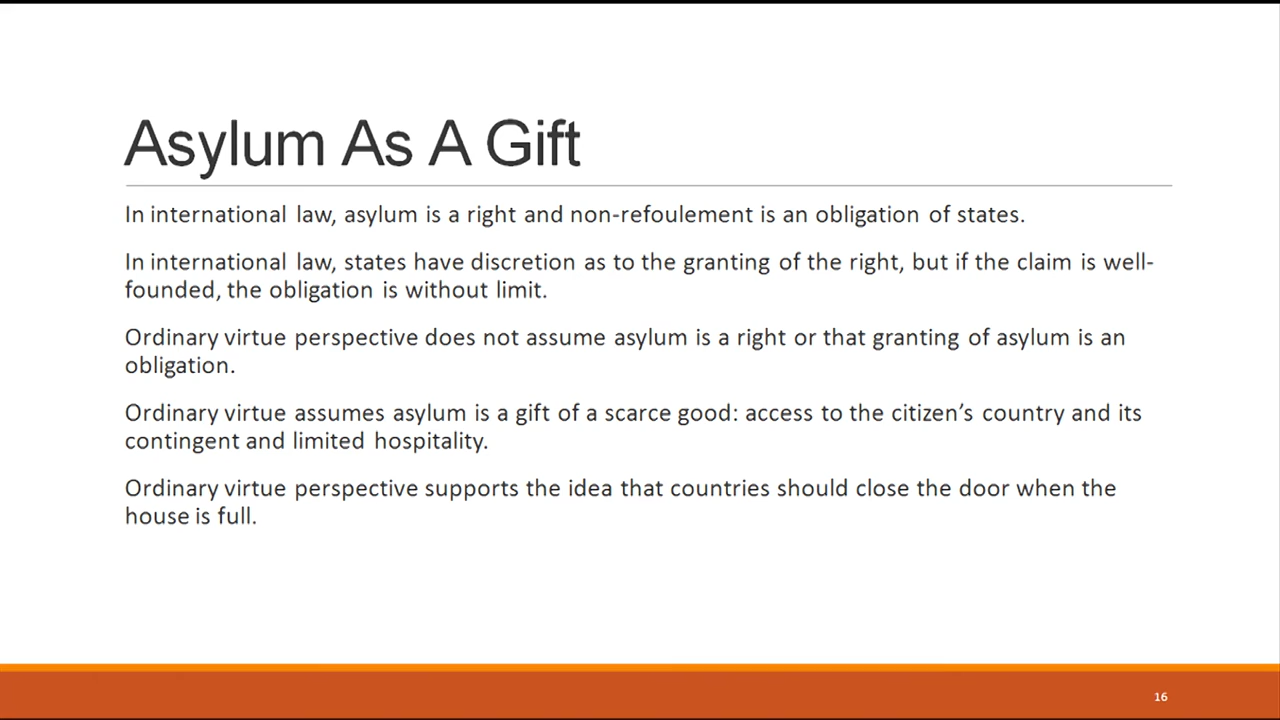 Asylum As A Gift
In international law, asylum is a right and non-refoulement is an obligation of states.
In international law, states have discretion as to the granting of the right, but if the claim is well-
founded, the obligation is without limit.
Ordinary virtue perspective does not assume asylum is a right or that granting of asylum is an
obligation.
Ordinary virtue assumes asylum is a gift of a scarce good: access to the citizen’s country and its
contingent and limited hospitality.
Ordinary virtue perspective supports the idea that countries should close the door when the
house is full.
16